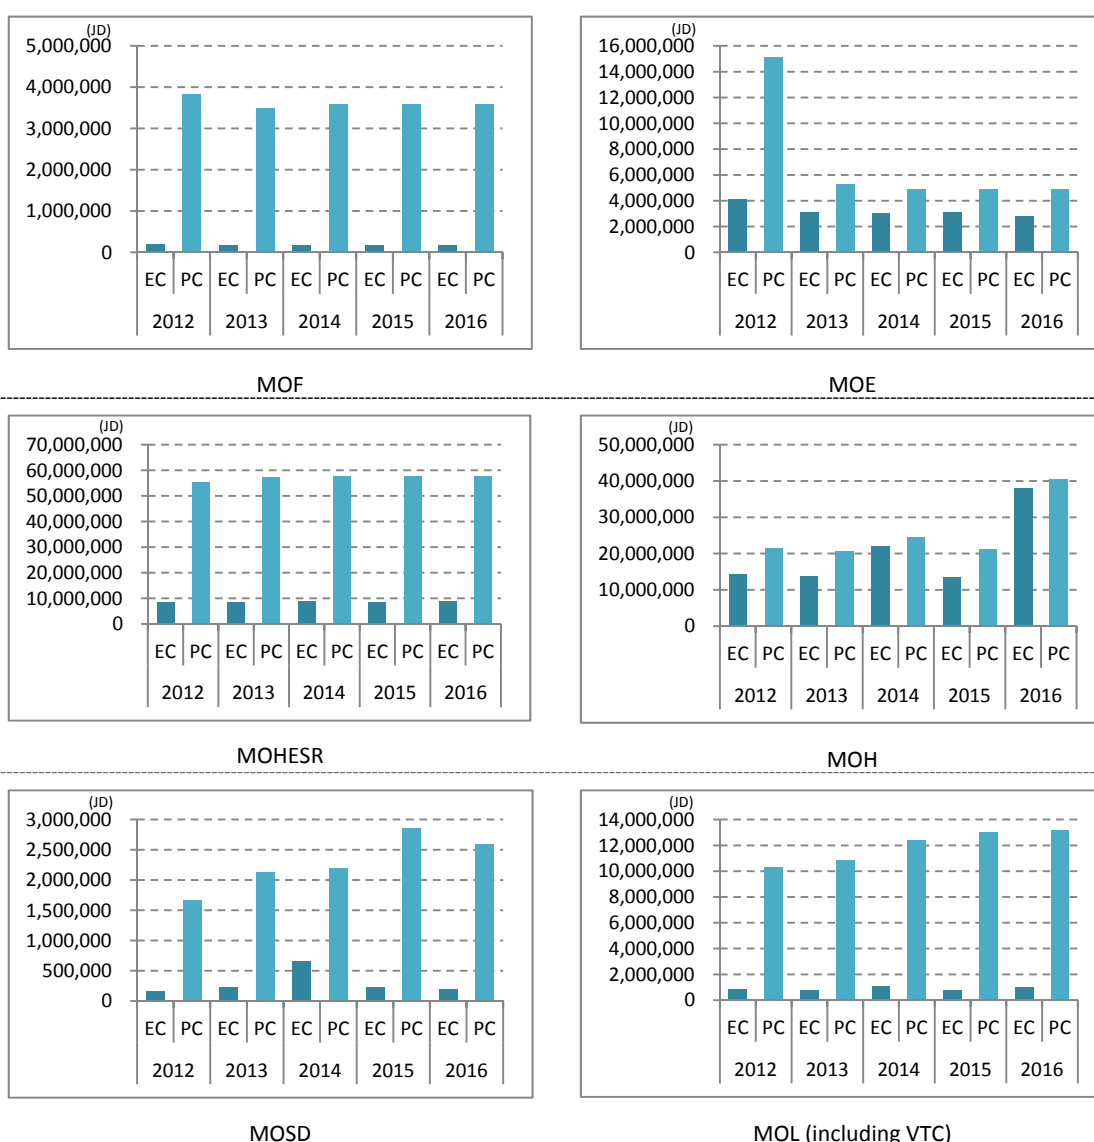 (JD)
5,000,000
4,000,000
3,000,000
2,000,000
1,000,000
0
EC PC EC PC EC PC EC PC EC PC
2012 2013 2014 2015 2016
MOF
(JD)
16,000,000
14,000,000
12,000,000
10,000,000
8,000,000
6,000,000
4,000,000
2,000,000
0
EC PC EC PC EC PC EC PC EC PC
2012 2013 2014 2015 2016
MOE
(JD)
70,000,000
60,000,000
50,000,000
40,000,000
30,000,000
20,000,000
10,000,000
0
EC PC EC PC EC PC EC PC EC PC
2012 2013 2014 2015 2016
MOHESR
(JD)
50,000,000
40,000,000
30,000,000
20,000,000
10,000,000
0
EC PC EC PC EC PC EC PC EC PC
2012 2013 2014 2015 2016
MOH
(JD)
3,000,000
2,500,000
2,000,000
1,500,000
1,000,000
500,000
0
EC PC EC PC EC PC EC PC EC PC
2012 2013 2014 2015 2016
MOSD
(JD)
14,000,000
12,000,000
10,000,000
8,000,000
6,000,000
4,000,000
2,000,000
0
EC PC EC PC EC PC EC PC EC PC
2012 2013 2014 2015 2016
MOL (including VTC)